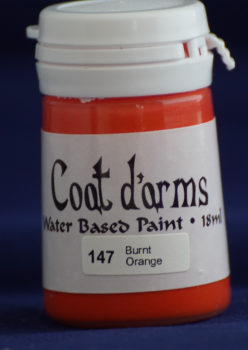 Coat d'arms
Water Based Paint • 18ml
147 Burnt
Orange